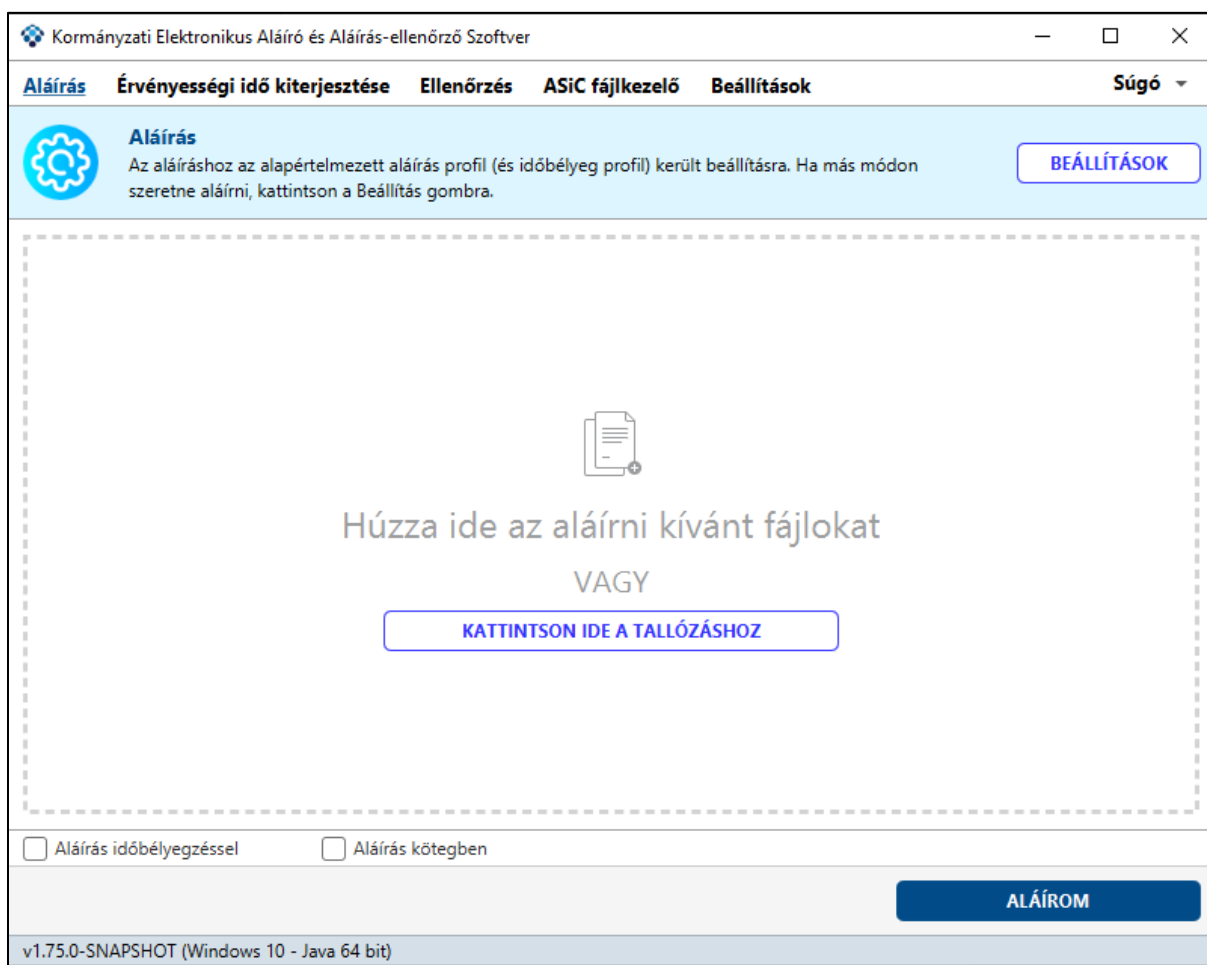 Kormányzati Elektronikus Aláíró és Aláírás-ellenőrző Szoftver
Aláírás Érvényességi idő kiterjesztése Ellenőrzés ASiC fájlkezelő Beállítások Súgó
Aláírás
Az aláíráshoz az alapértelmezett aláírás profil (és időbélyeg profil) került beállításra. Ha más módon
szeretne aláírni, kattintson a Beállítás gombra.
BEÁLLÍTÁSOK
Húzza ide az aláírni kívánt fájlokat
VAGY
KATTINTSON IDE A TALLÓZÁSHOZ
Aláírás időbélyegzéssel Aláírás kötegben
ALÁÍROM
v1.75.0-SNAPSHOT (Windows 10 - Java 64 bit)